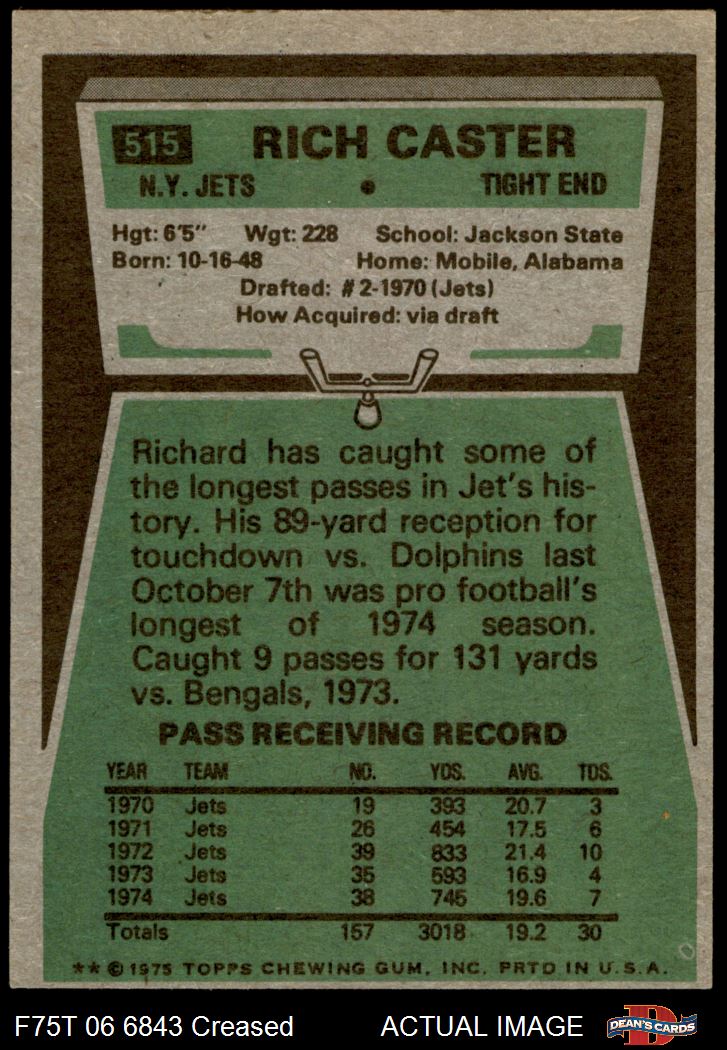 515 RICH CASTER
N.Y. JETS • TIGHT END
Hgt: 6'5" Wgt: 228 School: Jackson State
Born: 10-16-48 Home: Mobile, Alabama
Drafted: #2-1970 (Jets)
How Acquired: via draft
Richard has caught some of
the longest passes in Jet's his-
tory. His 89-yard reception for
touchdown vs. Dolphins last
October 7th was pro football's
longest of 1974 season.
Caught 9 passes for 131 yards
vs. Bengals, 1973.
PASS RECEIVING RECORD
YEAR TEAM NO. YDS. AVG. TDS.
1970 Jets 19 393 20.7 3
1971 Jets 26 454 17.5 6
1972 Jets 39 833 21.4 10
1973 Jets 35 593 16.9 4
1974 Jets 38 745 19.6 7
Totals 157 3018 19.2 30
** © 1975 TOPPS CHEWING GUM, INC. PRTD IN U.S.A.
F75T 06 6843 Creased ACTUAL IMAGE D DEAN'S CARDS